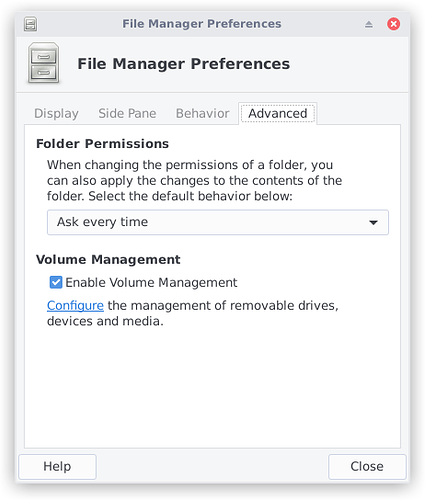 File Manager Preferences
File Manager Preferences
Display Side Pane Behavior Advanced
Folder Permissions
When changing the permissions of a folder, you
can also apply the changes to the contents of the
folder. Select the default behavior below:
Ask every time
Volume Management
Enable Volume Management
Configure the management of removable drives,
devices and media.
Help Close